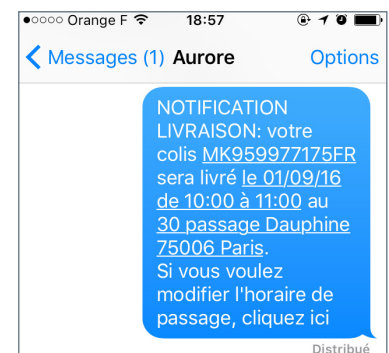 ●○○○○ Orange F 18:57
Messages (1) Aurore Options
NOTIFICATION
LIVRAISON: votre
colis MK959977175FR
sera livré le 01/09/16
de 10:00 à 11:00 au
30 passage Dauphine
75006 Paris.
Si vous voulez
modifier l'horaire de
passage, cliquez ici
Distribué